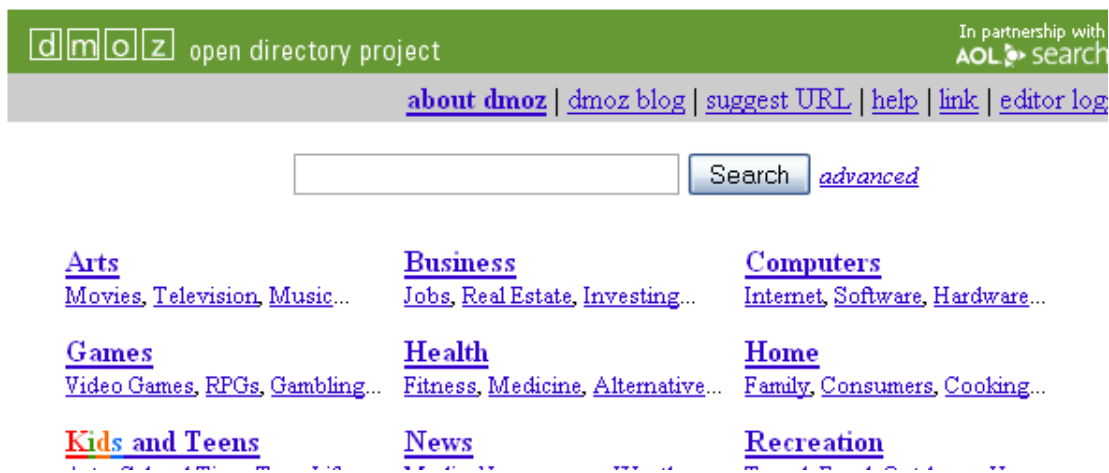 dmoz open directory project
In partnership with
AOL search
about dmoz | dmoz blog | suggest URL | help | link | editor log
Search advanced
Arts Business Computers
Movies, Television, Music... Jobs, Real Estate, Investing... Internet, Software, Hardware...
Games Health Home
Video Games, RPGs, Gambling... Fitness, Medicine, Alternative... Family, Consumers, Cooking...
Kids and Teens News Recreation